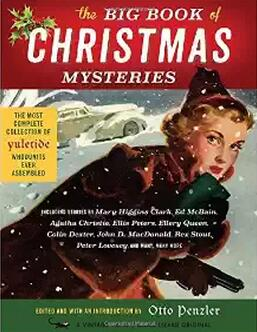 the BIG BOOK of
CHRISTMAS
MYSTERIES
THE MOST
COMPLETE
COLLECTION OF
yuletide
WHODUNITS
EVER
ASSEMBLED
INCLUDING STORIES BY Mary Higgins Clark, Ed McBain,
Agatha Christie, Ellis Peters, Ellery Queen,
Colin Dexter, John D. MacDonald, Rex Stout,
Peter Lovesey, AND MANY, MANY MORE
EDITED AND WITH AN INTRODUCTION BY Otto Penzler
A VINTAGE ORIGINAL